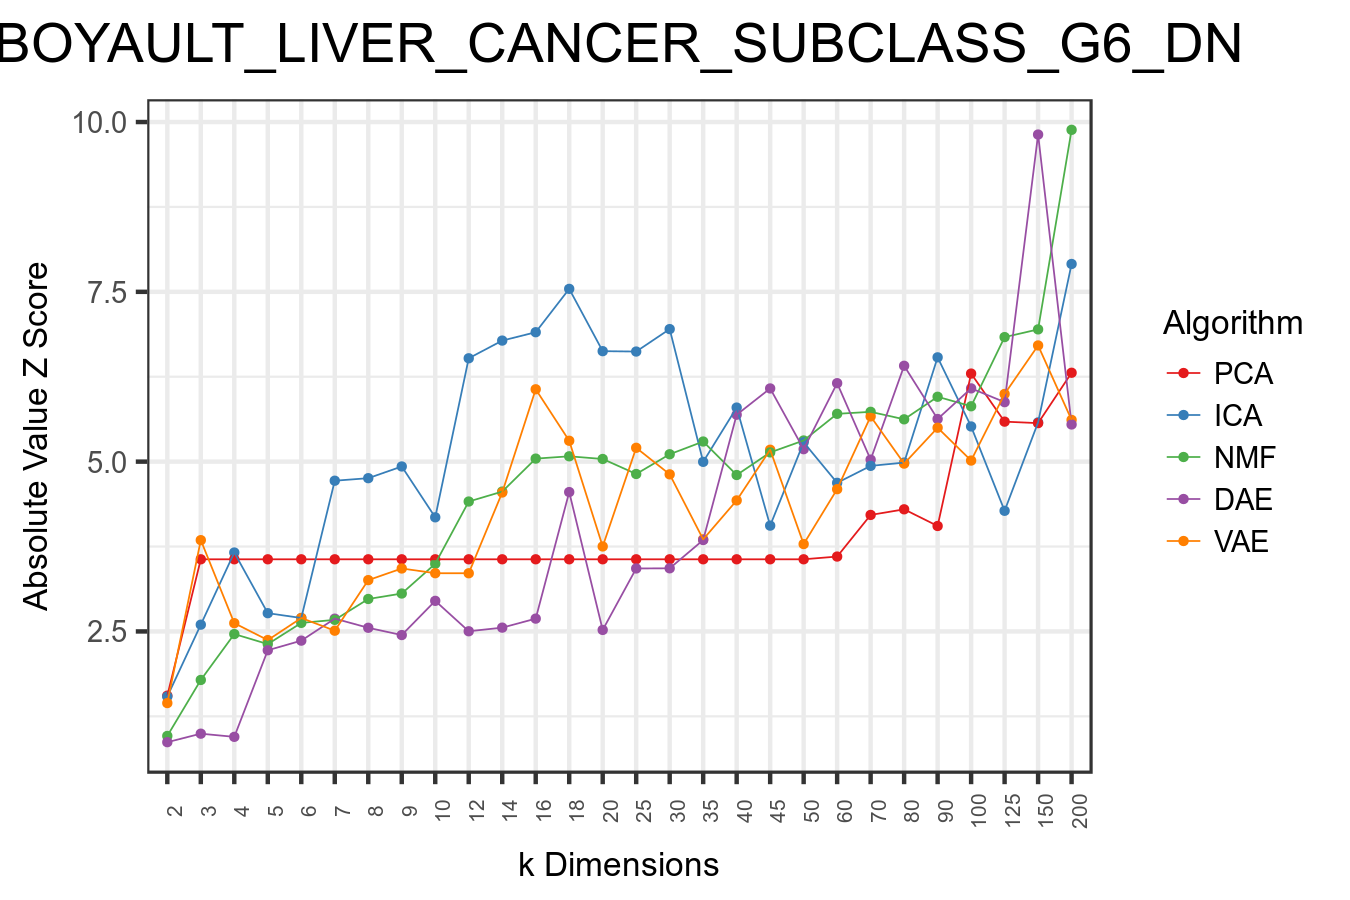 BOYAULT_LIVER_CANCER_SUBCLASS_G6_DN
10.0
7.5
5.0
2.5
Absolute Value Z Score
2 3 4 5 6 7 8 9 10 12 14 16 18 20 25 30 35 40 45 50 60 70 80 90 100 125 150 200
k Dimensions
Algorithm
PCA
ICA
NMF
DAE
VAE